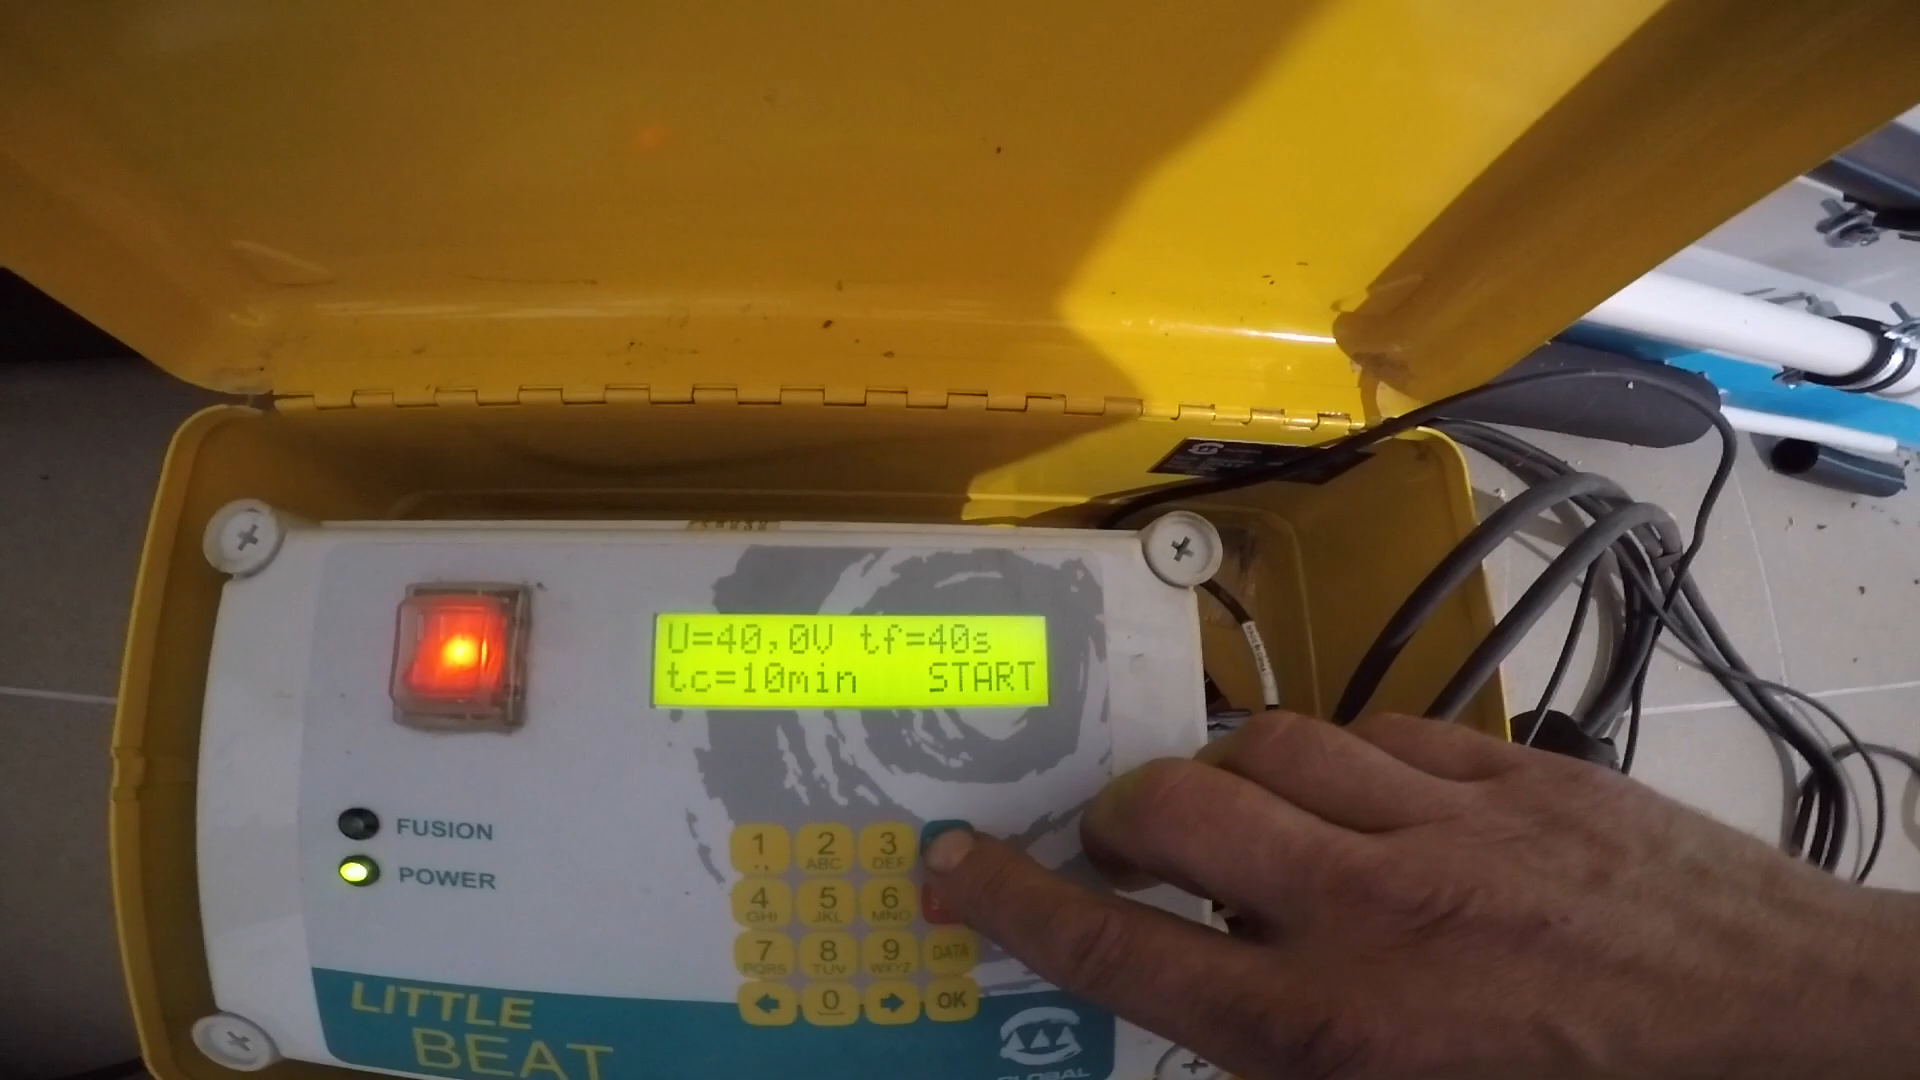 U=40,0V tf=40s
tc=10min START
FUSION
POWER
1 2 3
ABC DEF
4 5 6
GHI JKL MNO
7 8 9 DATA
PQRS TUV WXYZ
0 OK
LITTLE
BEAT
GLOBAL